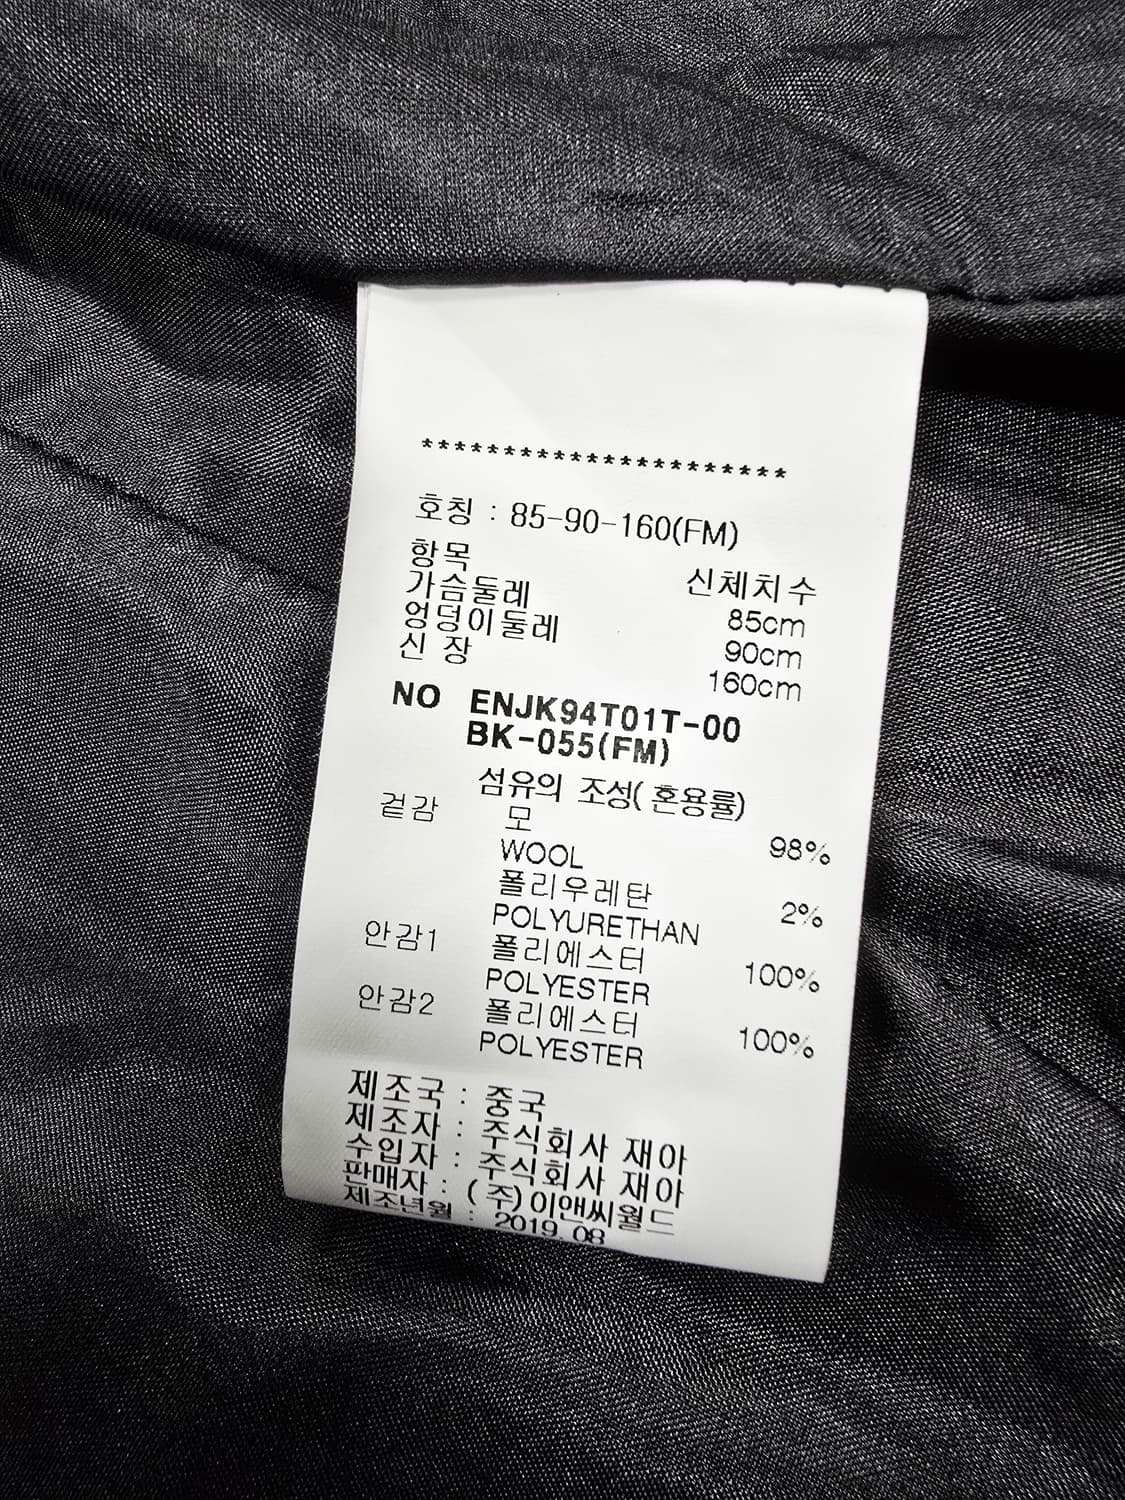 ***********************
호칭 : 85-90-160(FM)
항목 신체치수
가슴둘레 85cm
엉덩이둘레 90cm
신 장 160cm
NO ENJK94T01T-00
BK-055(FM)
섬유의 조성( 혼용률)
겉감 모 98%
WOOL
폴리우레탄 2%
POLYURETHAN
안감1 폴리에스터 100%
POLYESTER
안감2 폴리에스터 100%
POLYESTER
제조국 : 중국
제조자 : 주식회사 재아
수입자 : 주식회사 재아
판매자 : (주)이앤씨월드
제조년월 : 2019.08